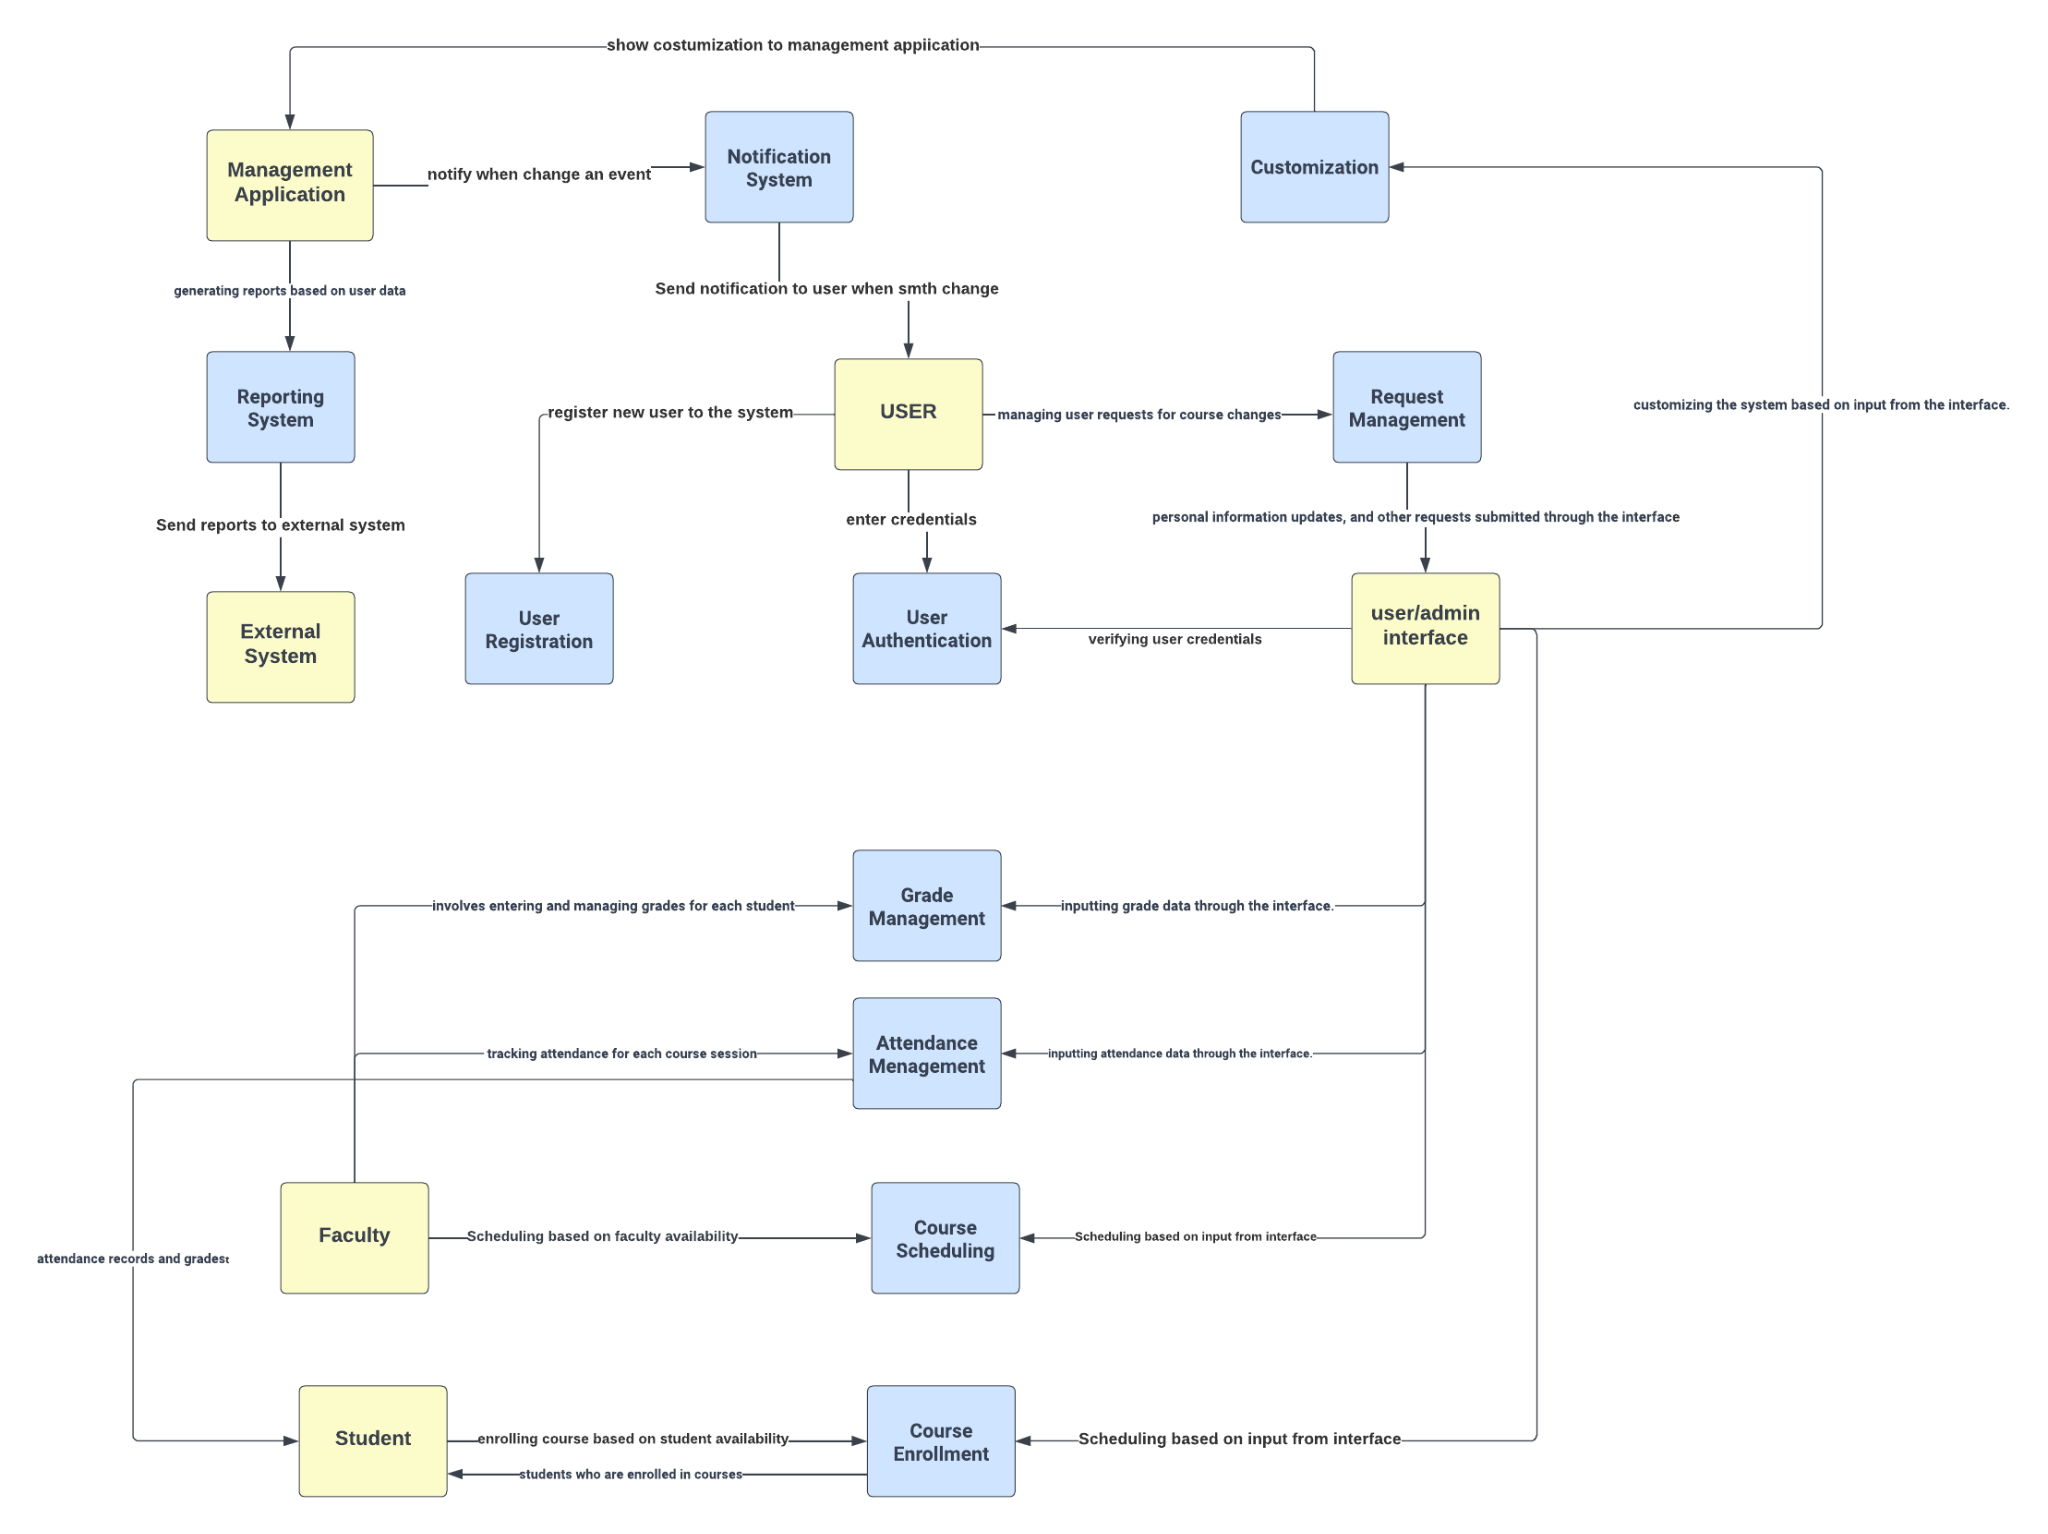 show costumization to management appiication
Management
Application
notify when change an event
Notification
System
Customization
generating reports based on user data
Send notification to user when smth change
Reporting
System
register new user to the system
USER
managing user requests for course changes
Request
Management
customizing the system based on input from the interface.
Send reports to external system
enter credentials
personal information updates, and other requests submitted through the interface
External
System
User
Registration
User
Authentication
verifying user credentials
user/admin
interface
involves entering and managing grades for each student
Grade
Management
inputting grade data through the interface.
tracking attendance for each course session
Attendance
Menagement
inputting attendance data through the interface.
attendance records and gradest
Faculty
Scheduling based on faculty availability
Course
Scheduling
Scheduling based on input from interface
Student
enrolling course based on student availability
students who are enrolled in courses
Course
Enrollment
Scheduling based on input from interface